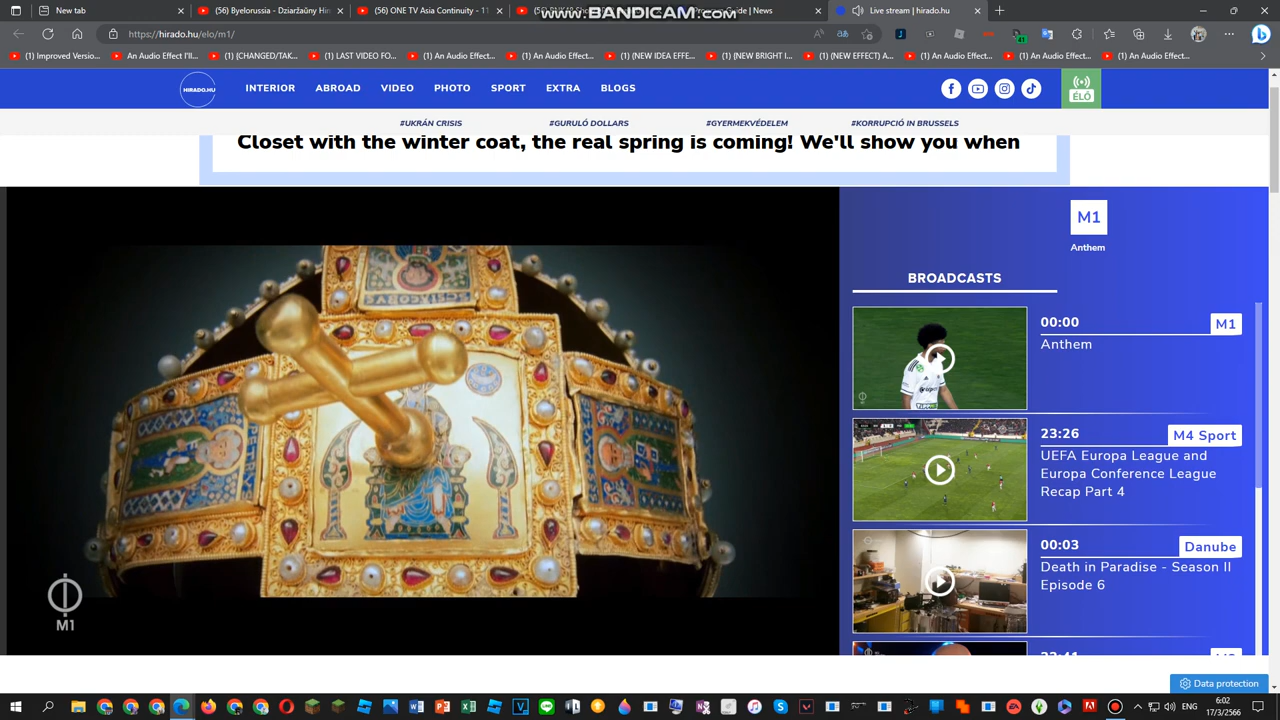 New tab
(56) Byelorussia - Dziaržaŭny Hi
(56) ONE TV Asia Continuity - 11
Guide | News
Live stream | hirado.hu
www.BANDICAM.com
https://hirado.hu/elo/m1/
41
(1) Improved Versio...
An Audio Effect I'll...
(1) [CHANGED/TAK...
(1) LAST VIDEO FO...
(1) An Audio Effect...
(1) (NEW IDEA EFFE...
(1) (NEW BRIGHT I...
(1) (NEW EFFECT) A...
(1) An Audio Effect...
(1) An Audio Effect...
(1) An Audio Effect...
HIRADO.HU
INTERIOR
ABROAD
VIDEO
PHOTO
SPORT
EXTRA
BLOGS
ÉLŐ
#UKRÁN CRISIS
#GURULÓ DOLLARS
#GYERMEKVÉDELEM
#KORRUPCIÓ IN BRUSSELS
Closet with the winter coat, the real spring is coming! We'll show you when
M1
Anthem
BROADCASTS
00:00
M1
Anthem
23:26
M4 Sport
UEFA Europa League and
Europa Conference League
Recap Part 4
00:03
Danube
Death in Paradise - Season II
Episode 6
M1
Data protection
ENG
6:02
17/3/2566